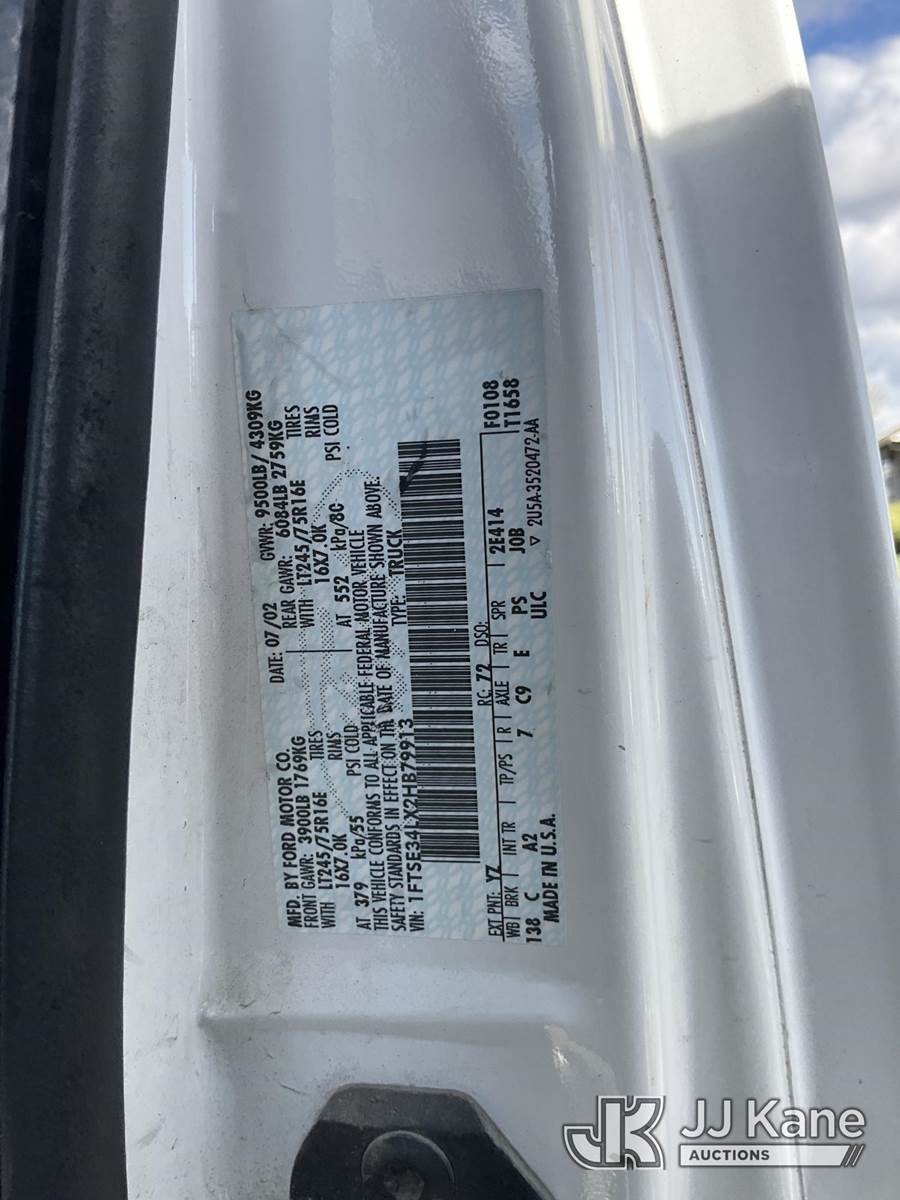 MFD. BY FORD MOTOR CO.
DATE: 07/02 GVWR: 9500LB/ 4309KG
FRONT GAWR: 3900LB 1769KG REAR GAWR: 6084LB 2759KG
WITH LT245/75R16E TIRES WITH LT245/75R16E TIRES
16X7.0K RIMS 16X7.0K RIMS
AT 379 kPa/55 PSI COLD AT 552 kPa/80 PSI COLD
THIS VEHICLE CONFORMS TO ALL APPLICABLE FEDERAL MOTOR VEHICLE
SAFETY STANDARDS IN EFFECT ON THE DATE OF MANUFACTURE SHOWN ABOVE.
VIN: 1FTSE34LX2HB79913 TYPE: TRUCK
EXT PNT: YZ RC: 72 DSO: F0108
WB BRK INT TR TP/PS R AXLE TR SPR 2E414 T1658
138 C A2 7 C9 E PS JOB
MADE IN U.S.A. ULC ▽ 2U5A-3520472-AA
JK JJ Kane
AUCTIONS